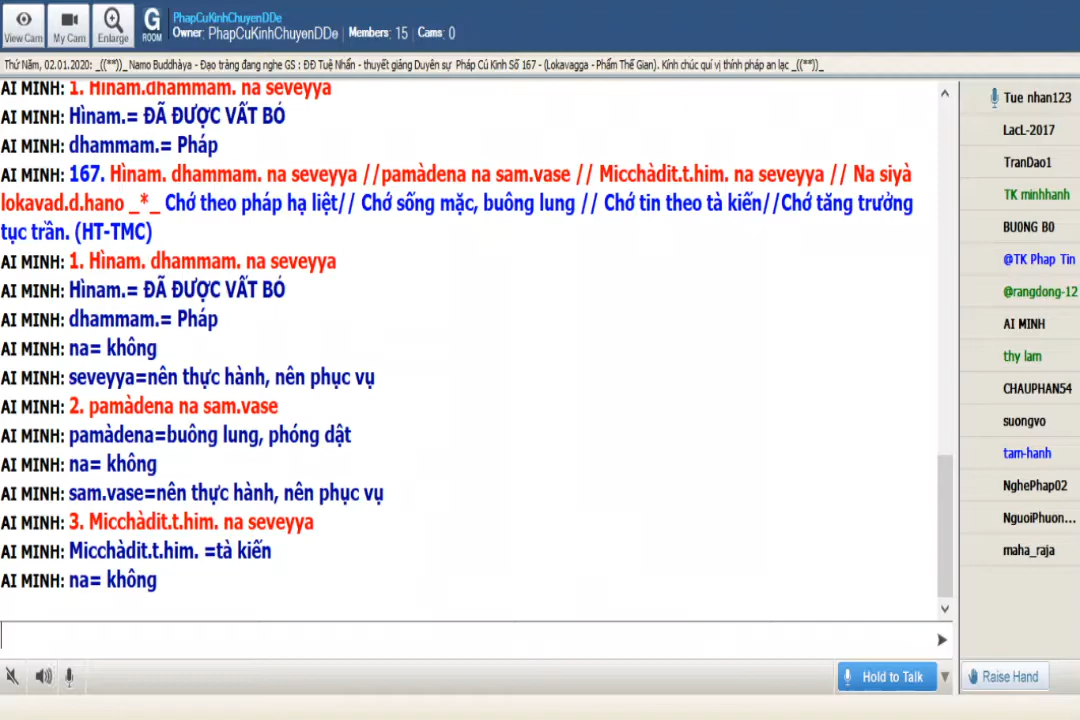 PhapCuKinhChuyenDDe
View Cam My Cam Enlarge G ROOM Owner: PhapCuKinhChuyenDDe Members: 15 Cams: 0
Thứ Năm, 02.01.2020: _((**))_ Namo Buddhàya - Đạo tràng đang nghe GS : ĐĐ Tuệ Nhẫn - thuyết giảng Duyên sự Pháp Cú Kinh Số 167 - (Lokavagga - Phẩm Thế Gian). Kính chúc quí vị thính pháp an lạc _((**))_
AI MINH: 1. Hìnam.dhammam. na seveyya
AI MINH: Hìnam.= ĐÃ ĐƯỢC VẤT BỎ
AI MINH: dhammam.= Pháp
AI MINH: 167. Hìnam. dhammam. na seveyya //pamàdena na sam.vase // Micchàdit.t.him. na seveyya // Na siyà
lokavad.d.hano _*_ Chớ theo pháp hạ liệt// Chớ sống mặc, buông lung // Chớ tin theo tà kiến//Chớ tăng trưởng
tục trần. (HT-TMC)
AI MINH: 1. Hìnam. dhammam. na seveyya
AI MINH: Hìnam.= ĐÃ ĐƯỢC VẤT BỎ
AI MINH: dhammam.= Pháp
AI MINH: na= không
AI MINH: seveyya=nên thực hành, nên phục vụ
AI MINH: 2. pamàdena na sam.vase
AI MINH: pamàdena=buông lung, phóng dật
AI MINH: na= không
AI MINH: sam.vase=nên thực hành, nên phục vụ
AI MINH: 3. Micchàdit.t.him. na seveyya
AI MINH: Micchàdit.t.him. =tà kiến
AI MINH: na= không
Tue nhan123
LacL-2017
TranDao1
TK minhhanh
BUONG BO
@TK Phap Tin
@rangdong-12
AI MINH
thy lam
CHAUPHAN54
suongvo
tam-hanh
NghePhap02
NguoiPhuon...
maha_raja
Hold to Talk
Raise Hand